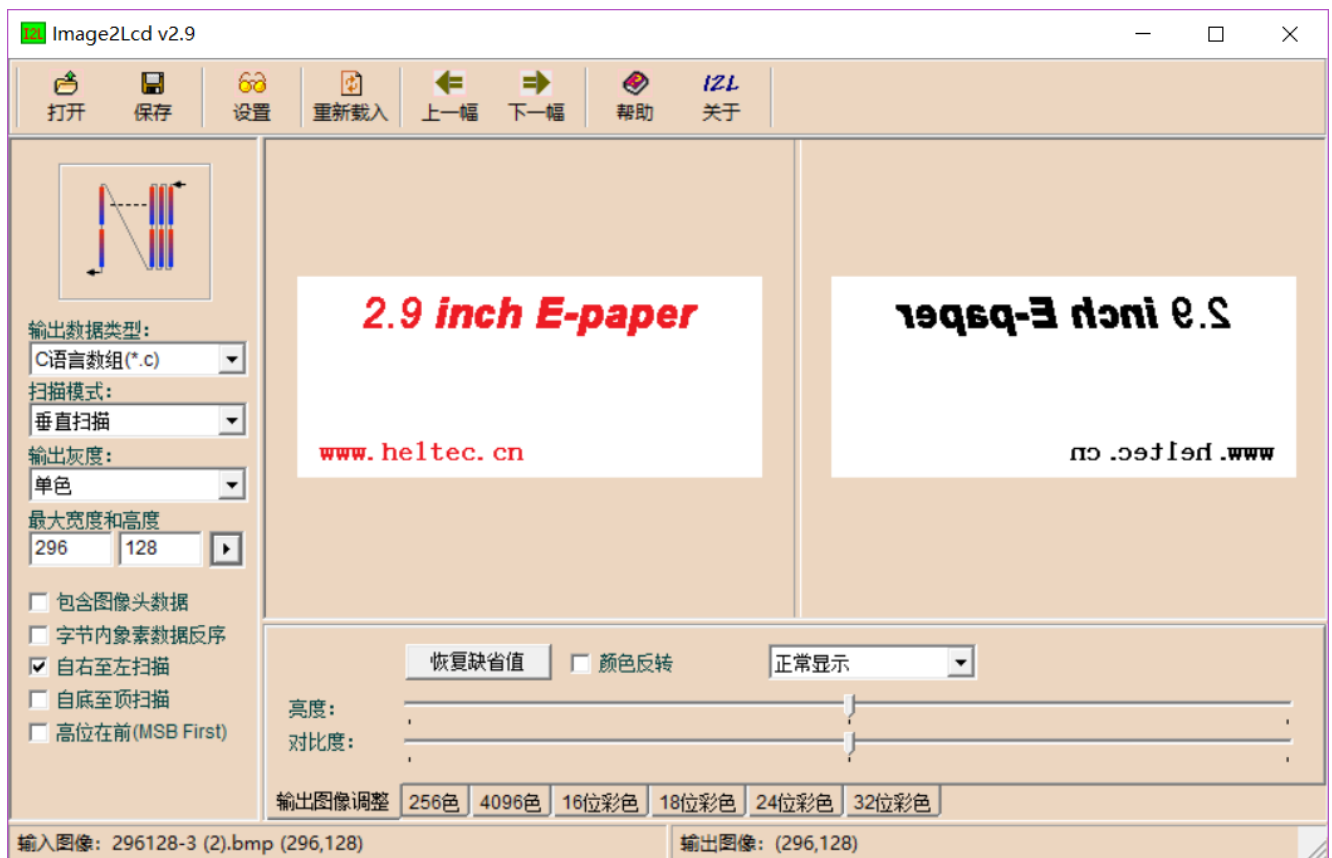 I2L Image2Lcd v2.9
I2L
打开 保存 设置 重新载入 上一幅 下一幅 帮助 关于
输出数据类型:
C语言数组(*.c)
扫描模式:
垂直扫描
输出灰度:
单色
最大宽度和高度
296 128
包含图像头数据
字节内象素数据反序
自右至左扫描
自底至顶扫描
高位在前(MSB First)
2.9 inch E-paper
www.heltec.cn
2.9 inch E-paper
www.heltec.cn
恢复缺省值 颜色反转 正常显示
亮度:
对比度:
输出图像调整 256色 4096色 16位彩色 18位彩色 24位彩色 32位彩色
输入图像: 296128-3 (2).bmp (296,128) 输出图像: (296,128)